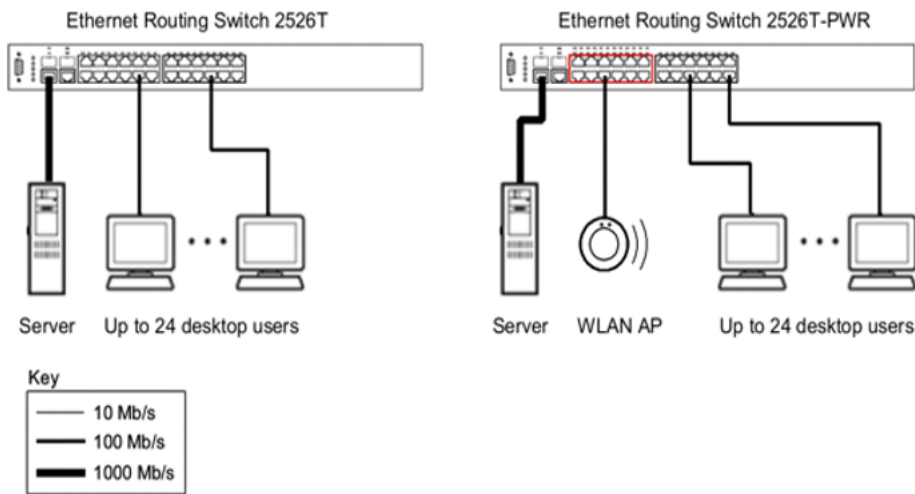 Ethernet Routing Switch 2526T
Ethernet Routing Switch 2526T-PWR
Server
Up to 24 desktop users
Server
WLAN AP
Up to 24 desktop users
Key
10 Mb/s
100 Mb/s
1000 Mb/s